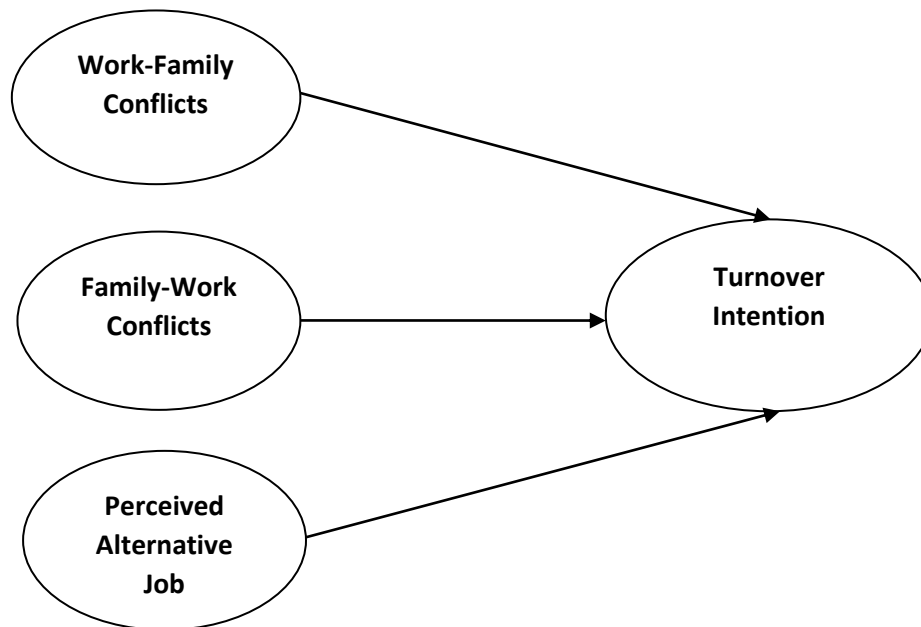 Work-Family
Conflicts
Family-Work
Conflicts
Turnover
Intention
Perceived
Alternative
Job